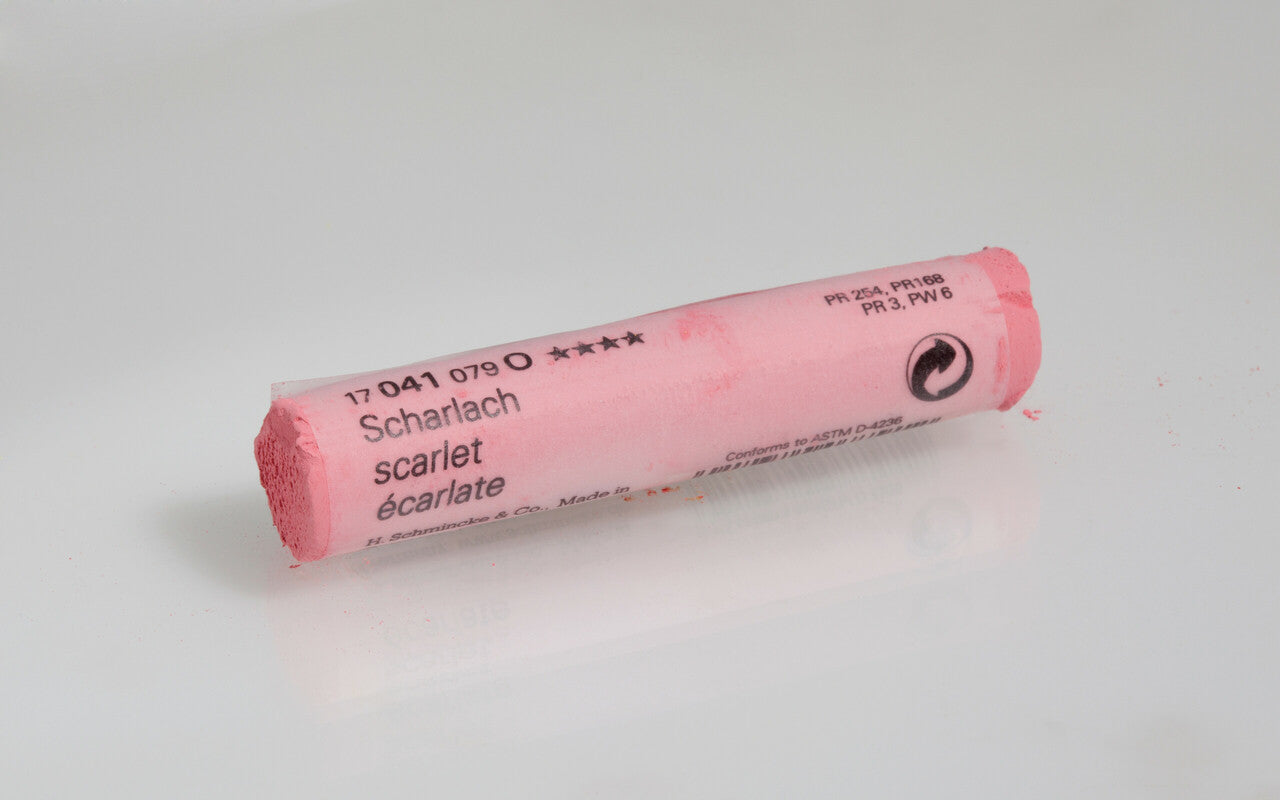 17 041 079 O ★★★★
Scharlach
scarlet
écarlate
H. Schmincke & Co., Made in
PR 254, PR168
PR 3, PW 6
Conforms to ASTM D-4236